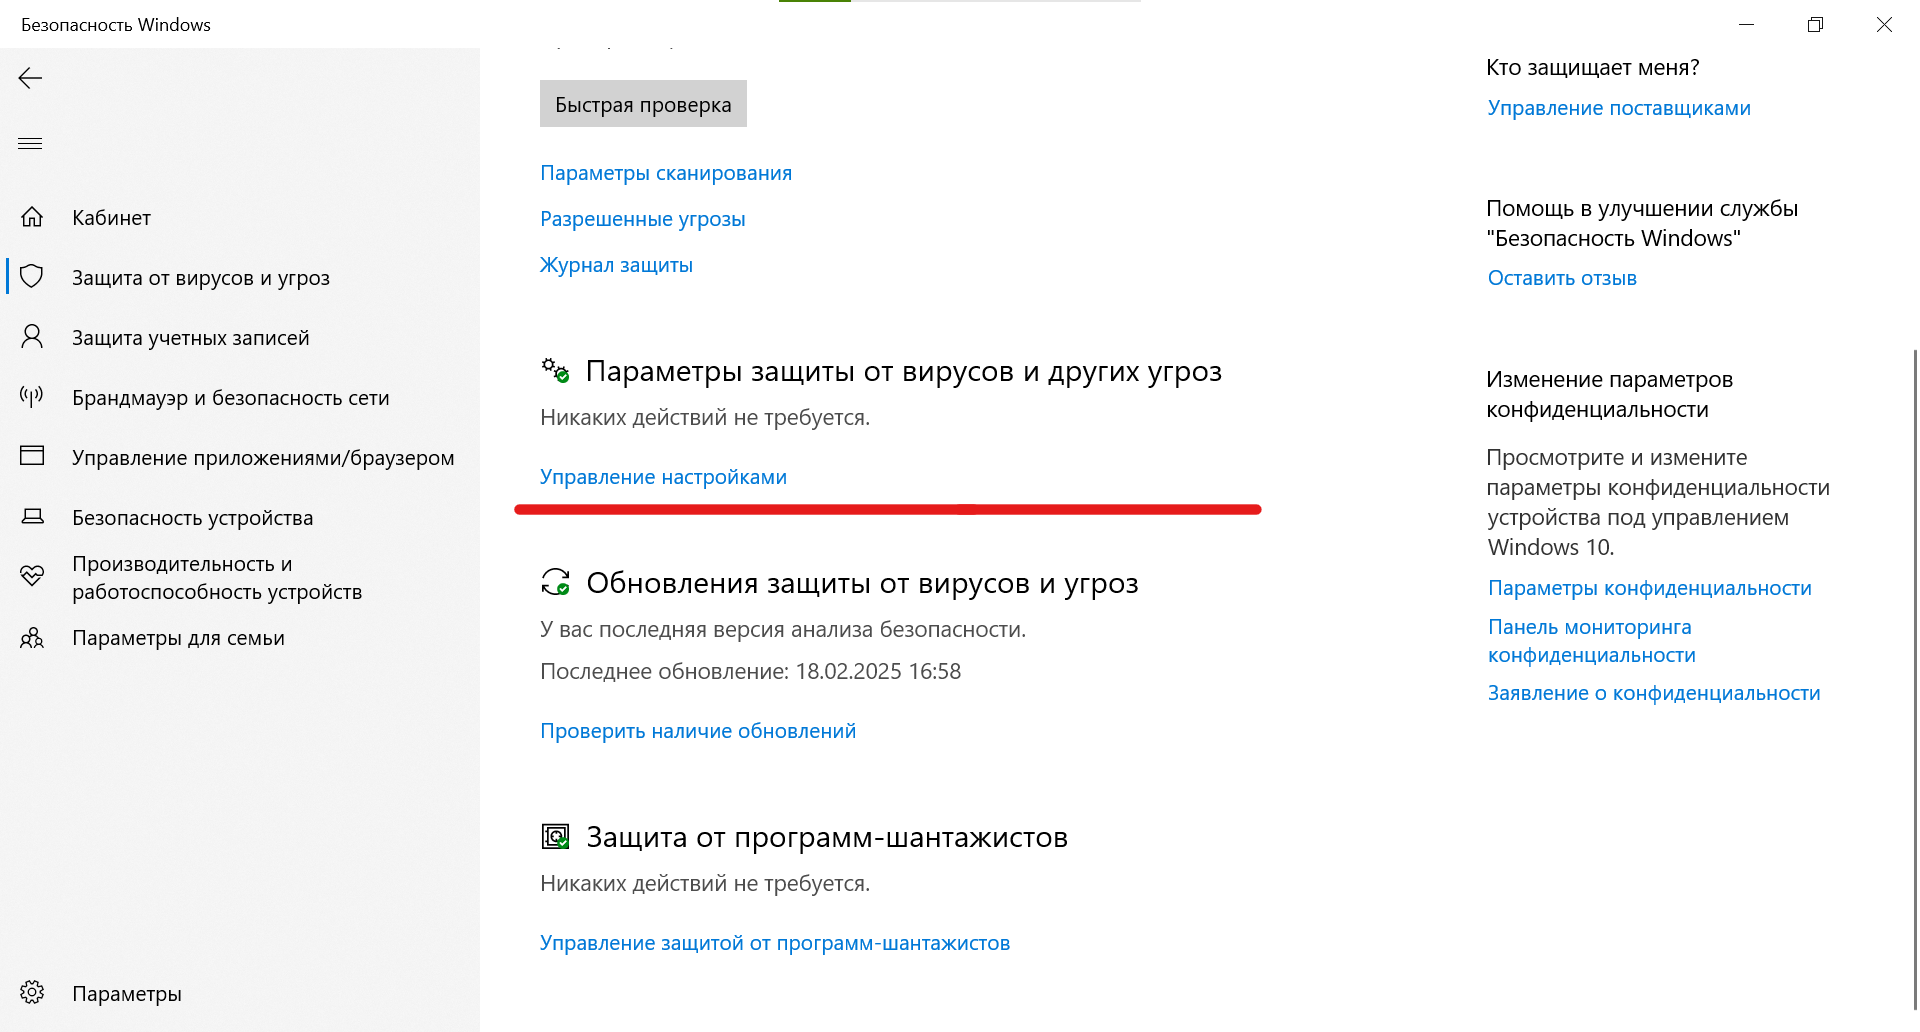 Безопасность Windows
Кабинет
Защита от вирусов и угроз
Защита учетных записей
Брандмауэр и безопасность сети
Управление приложениями/браузером
Безопасность устройства
Производительность и
работоспособность устройств
Параметры для семьи
Параметры
Быстрая проверка
Параметры сканирования
Разрешенные угрозы
Журнал защиты
Параметры защиты от вирусов и других угроз
Никаких действий не требуется.
Управление настройками
Обновления защиты от вирусов и угроз
У вас последняя версия анализа безопасности.
Последнее обновление: 18.02.2025 16:58
Проверить наличие обновлений
Защита от программ-шантажистов
Никаких действий не требуется.
Управление защитой от программ-шантажистов
Кто защищает меня?
Управление поставщиками
Помощь в улучшении службы
"Безопасность Windows"
Оставить отзыв
Изменение параметров
конфиденциальности
Просмотрите и измените
параметры конфиденциальности
устройства под управлением
Windows 10.
Параметры конфиденциальности
Панель мониторинга
конфиденциальности
Заявление о конфиденциальности